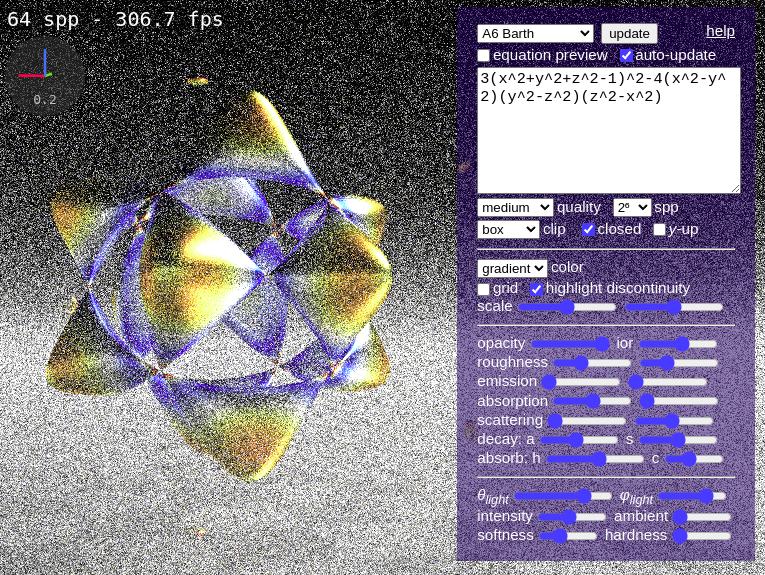 64 spp - 306.7 fps
0.2
A6 Barth update help
equation preview auto-update
3(x^2+y^2+z^2-1)^2-4(x^2-y^
2)(y^2-z^2)(z^2-x^2)
medium quality 2⁶ spp
box clip closed y-up
gradient color
grid highlight discontinuity
scale
opacity ior
roughness
emission
absorption
scattering
decay: a s
absorb: h c
θlight φlight
intensity ambient
softness hardness